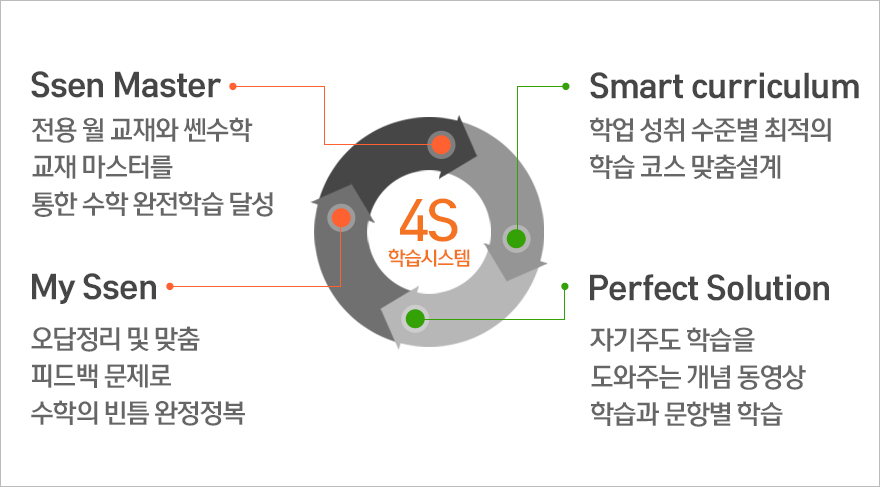 Ssen Master
전용 월 교재와 쎈수학
교재 마스터를
통한 수학 완전학습 달성
Smart curriculum
학업 성취 수준별 최적의
학습 코스 맞춤설계
4S
학습시스템
My Ssen
오답정리 및 맞춤
피드백 문제로
수학의 빈틈 완정정복
Perfect Solution
자기주도 학습을
도와주는 개념 동영상
학습과 문항별 학습